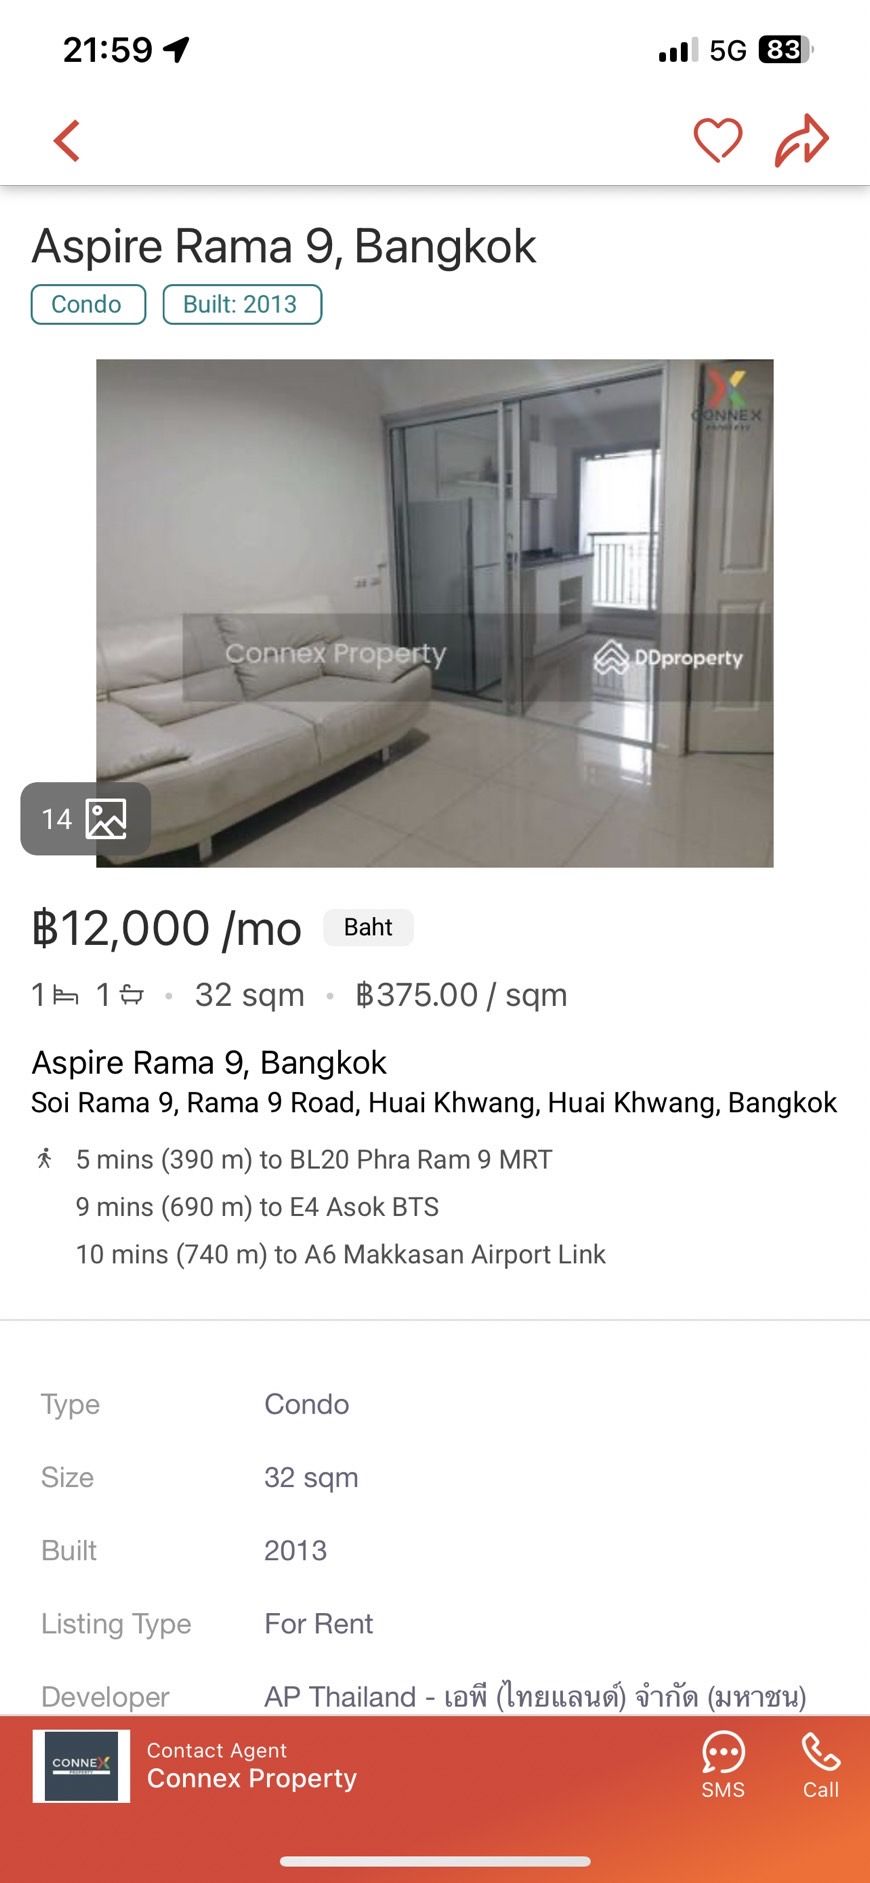 21:59
5G 83
Aspire Rama 9, Bangkok
Condo
Built: 2013
CONNEX
PROPERTY
Connex Property
DDproperty
14
฿12,000 /mo
Baht
1 1 • 32 sqm • ฿375.00 / sqm
Aspire Rama 9, Bangkok
Soi Rama 9, Rama 9 Road, Huai Khwang, Huai Khwang, Bangkok
5 mins (390 m) to BL20 Phra Ram 9 MRT
9 mins (690 m) to E4 Asok BTS
10 mins (740 m) to A6 Makkasan Airport Link
Type Condo
Size 32 sqm
Built 2013
Listing Type For Rent
Developer AP Thailand - เอพี (ไทยแลนด์) จำกัด (มหาชน)
CONNEX
PROPERTY
Contact Agent
Connex Property
SMS
Call